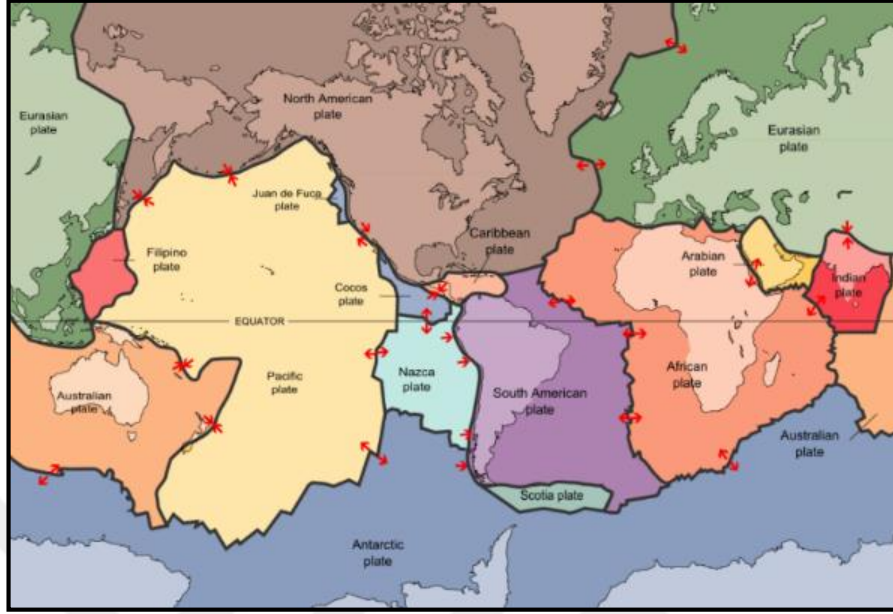 North American
plate
Eurasian
plate
Eurasian
plate
Juan de Fuca
plate
Caribbean
plate
Filipino
plate
Arabian
plate
Indian
plate
Cocos
plate
EQUATOR
Australian
plate
Pacific
plate
Nazca
plate
South American
plate
African
plate
Australian
plate
Scotia plate
Antarctic
plate